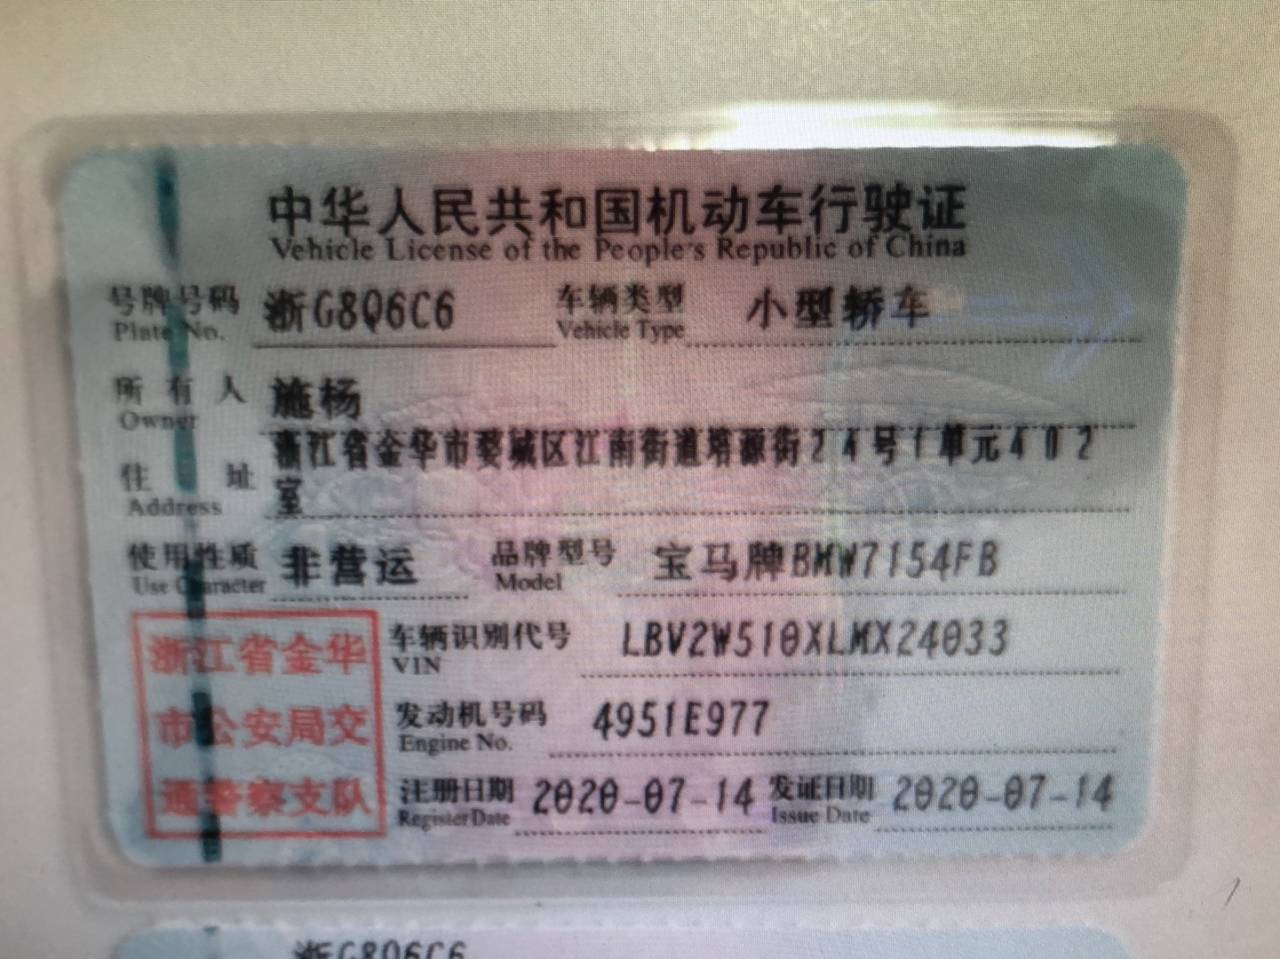 中华人民共和国机动车行驶证
Vehicle License of the People's Republic of China
号牌号码 浙G8Q6C6 车辆类型 小型轿车
Plate No. Vehicle Type
所有人 施杨
Owner
住址 浙江省金华市婺城区江南街道塔源街24号1单元402
室
Address
使用性质 非营运 品牌型号 宝马牌BMW7154FB
Use Character Model
浙江省金华
市公安局交
通警察支队
车辆识别代号 LBV2W510XLMX24033
VIN
发动机号码 4951E977
Engine No.
注册日期 2020-07-14 发证日期 2020-07-14
Register Date Issue Date
浙G8Q6C6